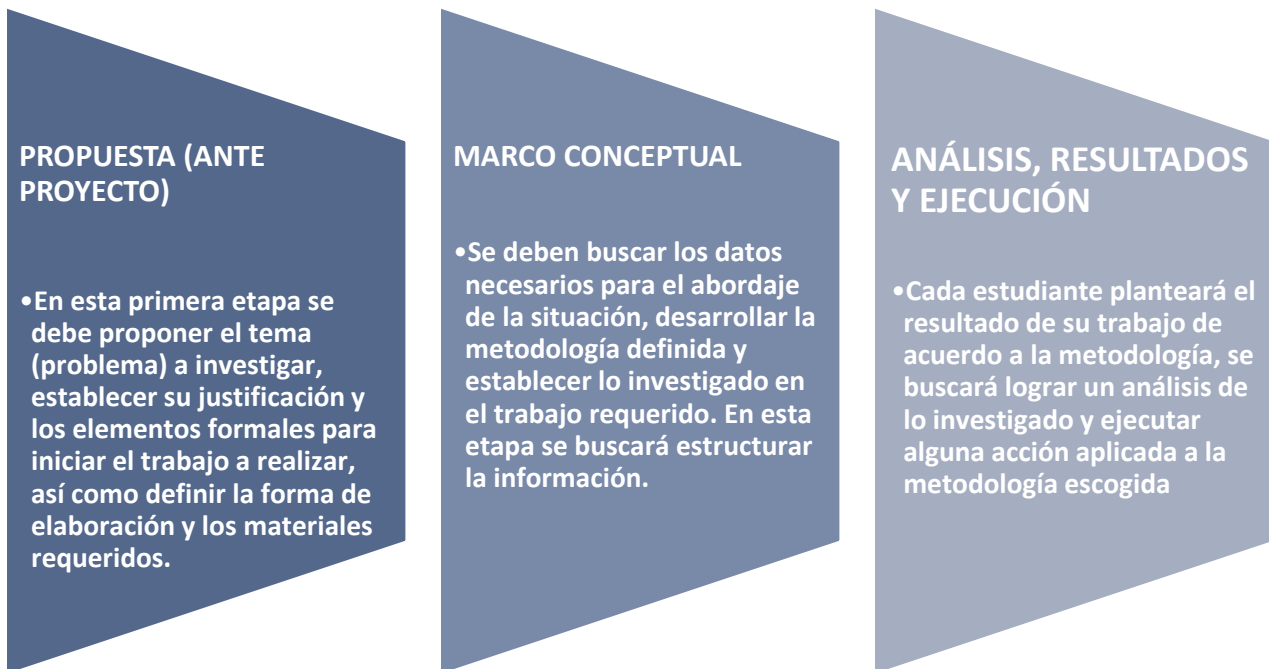 PROPUESTA (ANTE
PROYECTO)
•En esta primera etapa se
debe proponer el tema
(problema) a investigar,
establecer su justificación y
los elementos formales para
iniciar el trabajo a realizar,
así como definir la forma de
elaboración y los materiales
requeridos.
MARCO CONCEPTUAL
•Se deben buscar los datos
necesarios para el abordaje
de la situación, desarrollar la
metodología definida y
establecer lo investigado en
el trabajo requerido. En esta
etapa se buscará estructurar
la información.
ANÁLISIS, RESULTADOS
Y EJECUCIÓN
•Cada estudiante planteará el
resultado de su trabajo de
acuerdo a la metodología, se
buscará lograr un análisis de
lo investigado y ejecutar
alguna acción aplicada a la
metodología escogida